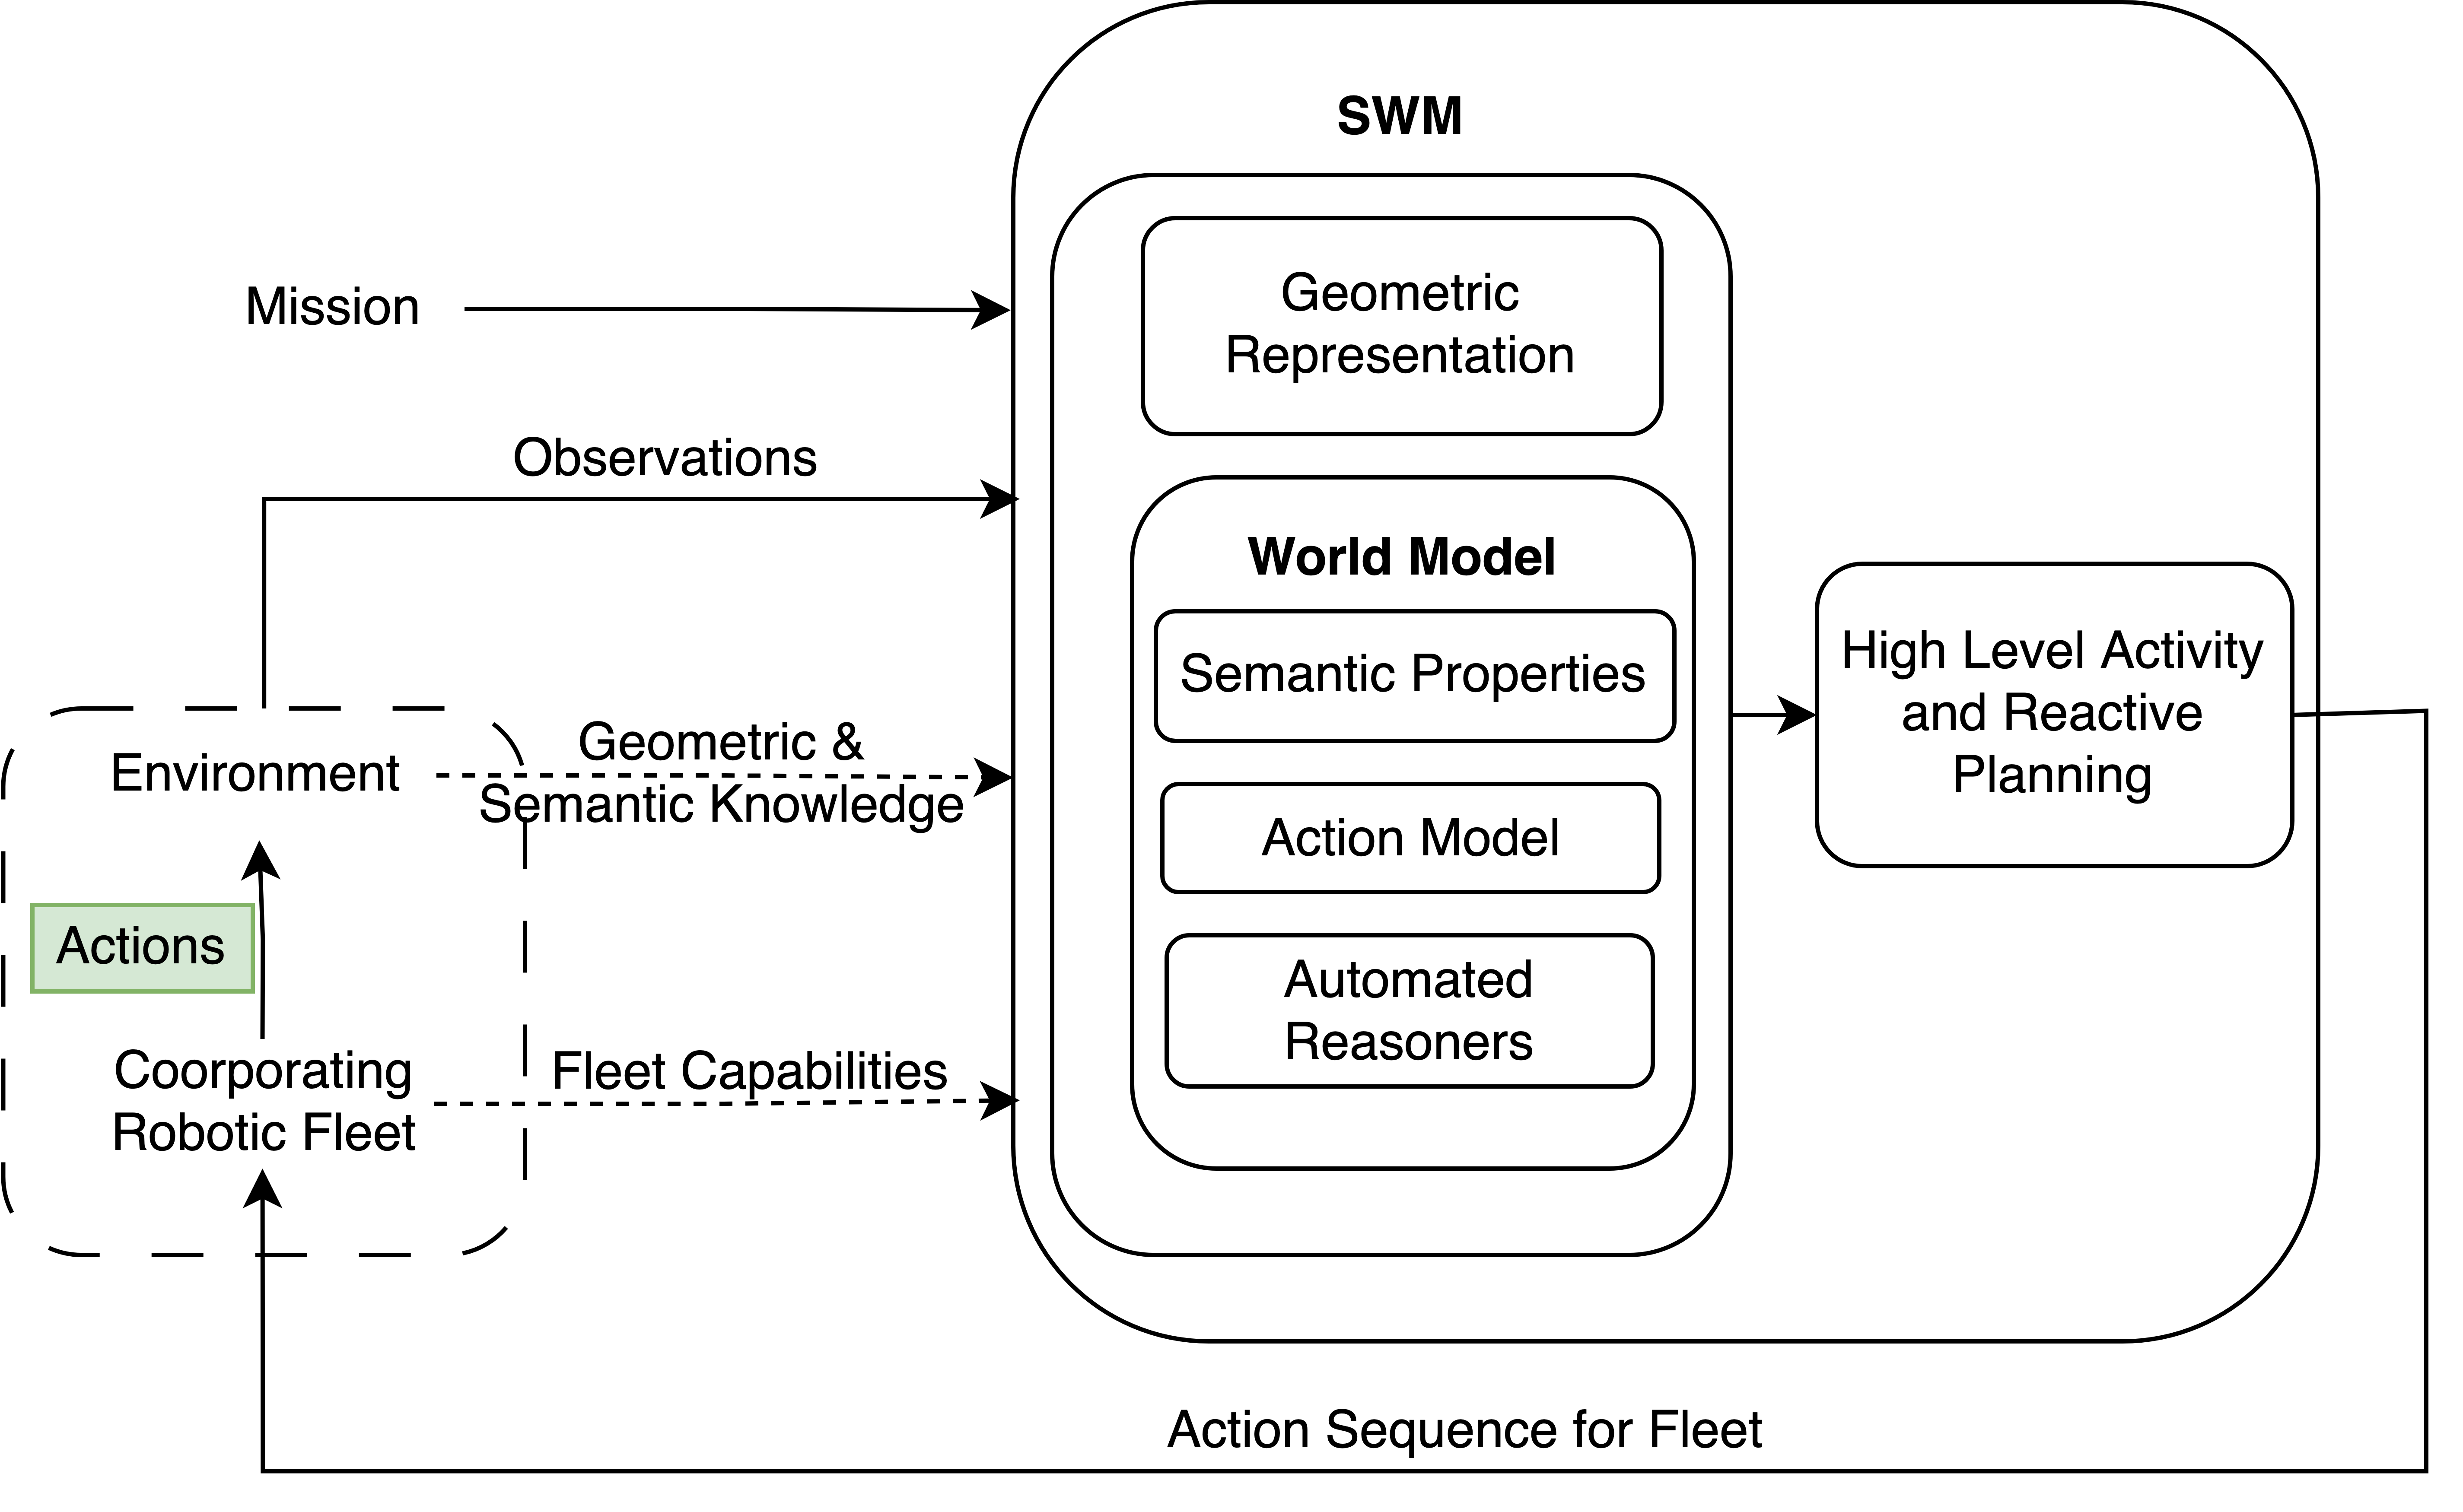 SWM
Geometric
Representation
Mission
Observations
World Model
Semantic Properties
High Level Activity
and Reactive
Planning
Environment
Geometric &
Semantic Knowledge
Action Model
Actions
Automated
Reasoners
Coorporating
Robotic Fleet
Fleet Capabilities
Action Sequence for Fleet